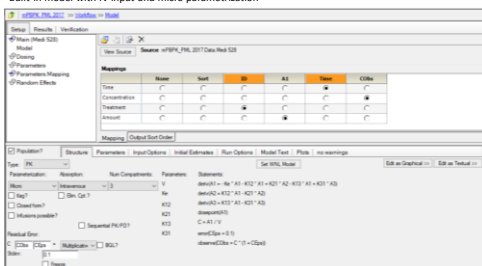 Built-in model with IV input and micro parametrization
mPBPK_PML 2017 >> Workflow >> Model
Setup Results Verification
Main (Medi 528)
Model
Dosing
Parameters
Parameters.Mapping
Random Effects
View Source Source mPBPK_PML 2017.Data.Medi 528
Mappings
None Sort ID A1 Time CObs
Time
Concentration
Treatment
Amount
Mapping Output Sort Order
Population? Structure Parameters Input Options Initial Estimates Run Options Model Text Plots no warnings
Type: PK Set WNL Model Edit as Graphical >> Edit as Textual >>
Parameterization: Absorption: Num Compartments: Parameters: Statements:
Micro Intravenous 3 V deriv(A1 = - Ke * A1 - K12 * A1 + K21 * A2 - K13 * A1 + K31 * A3)
tlag? Elim. Cpt.? Ke deriv(A2 = K12 * A1 - K21 * A2)
Closed form? K12 deriv(A3 = K13 * A1 - K31 * A3)
Infusions possible? K21 dosepoint(A1)
Sequential PK/PD? K13 C = A1 / V
Residual Error: K31 error(CEps = 0.1)
C CObs CEps * Multiplicative BQL? observe(CObs = C * (1 + CEps))
Stdev: 0.1
Freeze